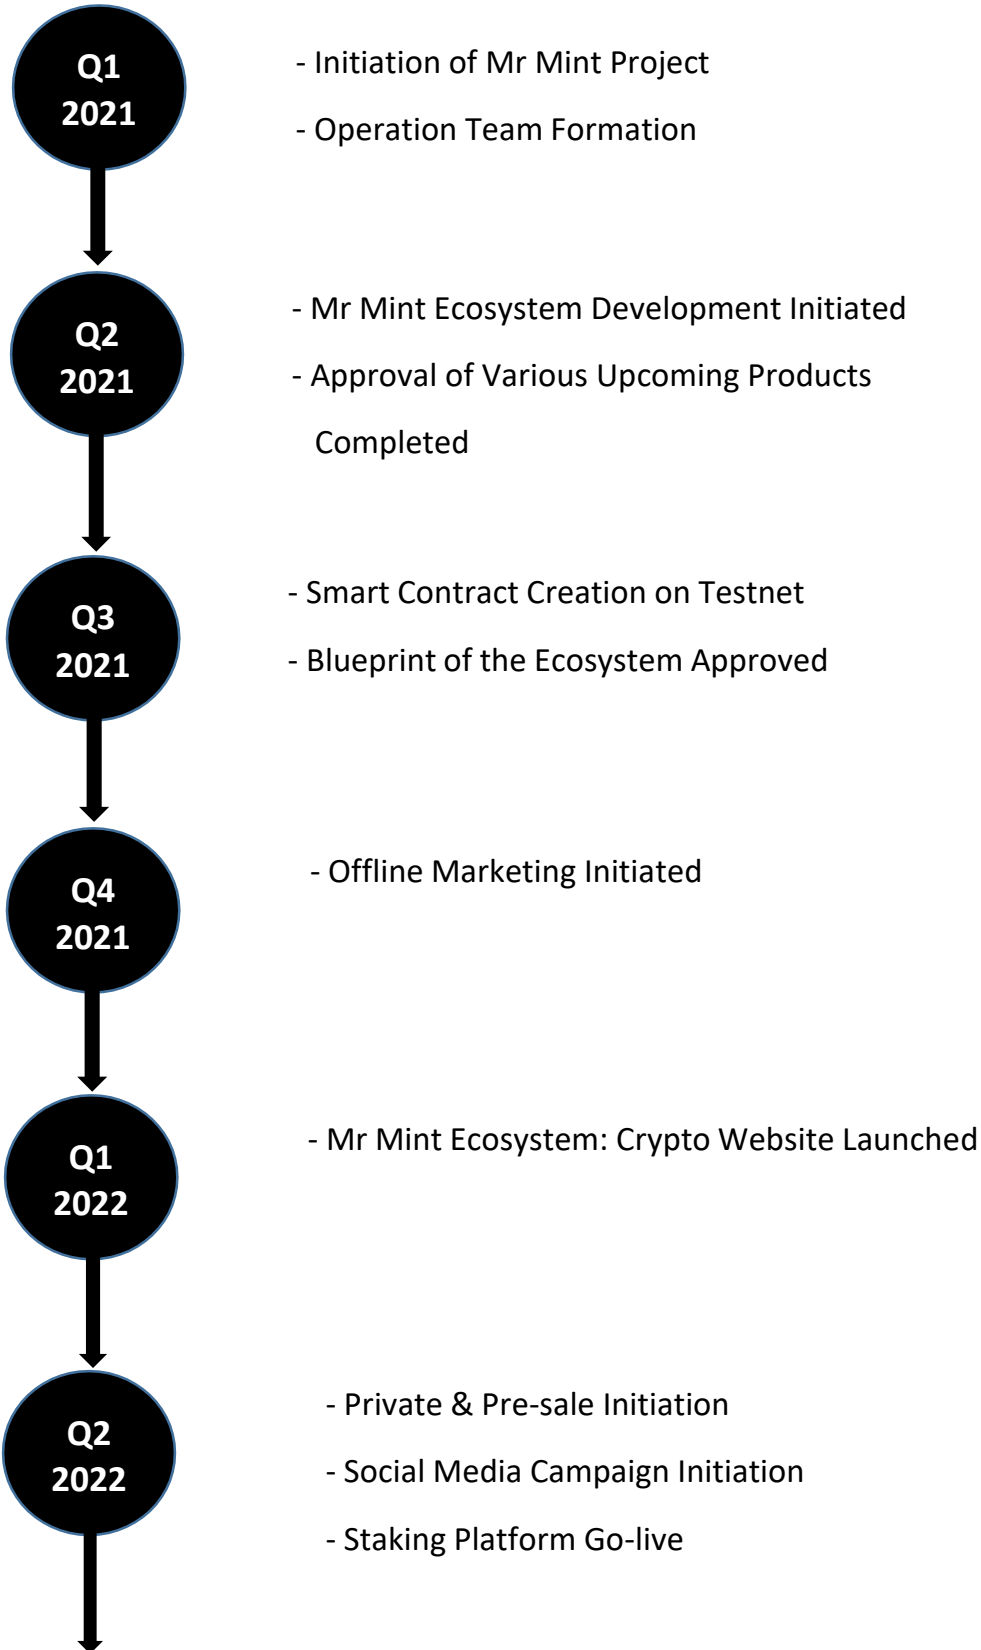 Q1
2021
- Initiation of Mr Mint Project
- Operation Team Formation
Q2
2021
- Mr Mint Ecosystem Development Initiated
- Approval of Various Upcoming Products
Completed
Q3
2021
- Smart Contract Creation on Testnet
- Blueprint of the Ecosystem Approved
Q4
2021
- Offline Marketing Initiated
Q1
2022
- Mr Mint Ecosystem: Crypto Website Launched
Q2
2022
- Private & Pre-sale Initiation
- Social Media Campaign Initiation
- Staking Platform Go-live